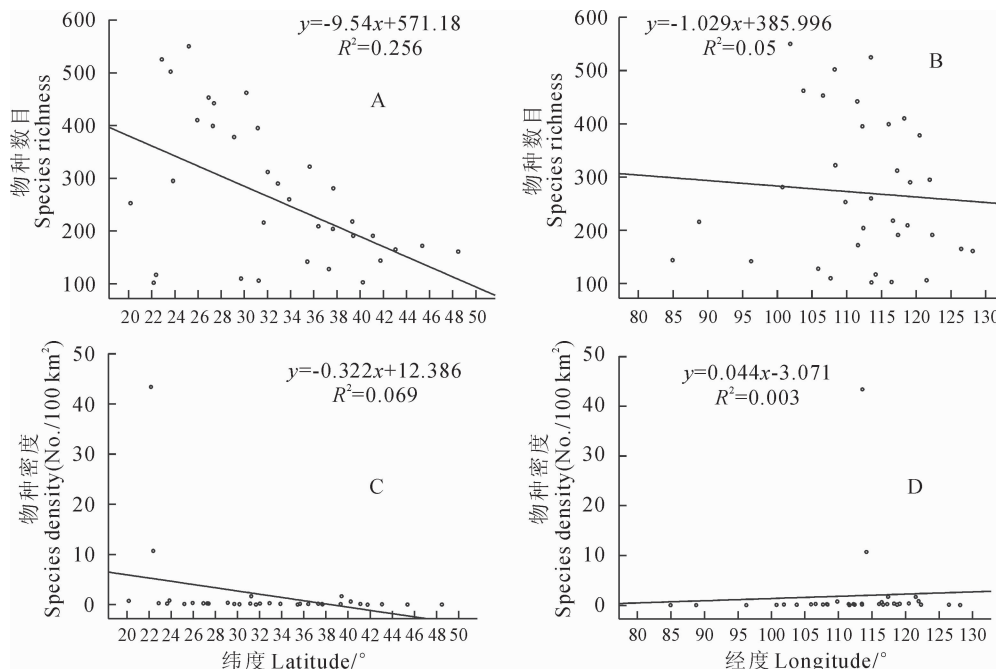 y=-9.54x+571.18
R²=0.256
A
物种数目
Species richness
600
500
400
300
200
100
20 22 24 26 28 30 32 34 36 38 40 42 44 46 48 50
y=-1.029x+385.996
R²=0.05
B
物种数目
Species richness
600
500
400
300
200
100
80 85 90 95 100 105 110 115 120 125 130
y=-0.322x+12.386
R²=0.069
C
物种密度
Species density(No./100 km²)
50
40
30
20
10
0
20 22 24 26 28 30 32 34 36 38 40 42 44 46 48 50
纬度 Latitude/°
y=0.044x-3.071
R²=0.003
D
物种密度
Species density(No./100 km²)
50
40
30
20
10
0
80 85 90 95 100 105 110 115 120 125 130
经度 Longitude/°